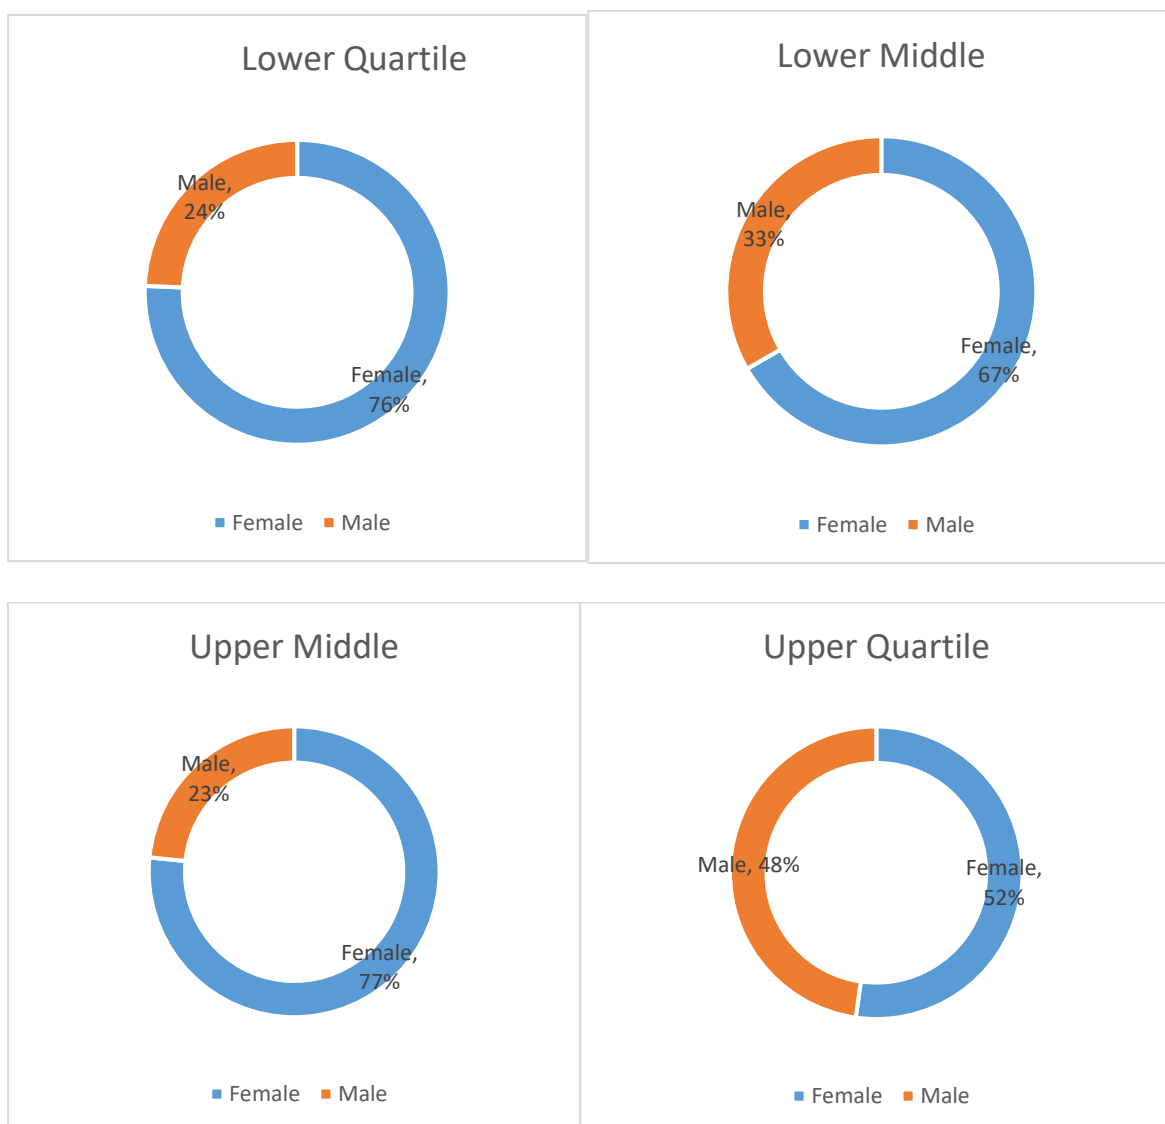 Lower Quartile
Male,
24%
Female,
76%
Female Male
Lower Middle
Male,
33%
Female,
67%
Female Male
Upper Middle
Male,
23%
Female,
77%
Female Male
Upper Quartile
Male, 48%
Female,
52%
Female Male